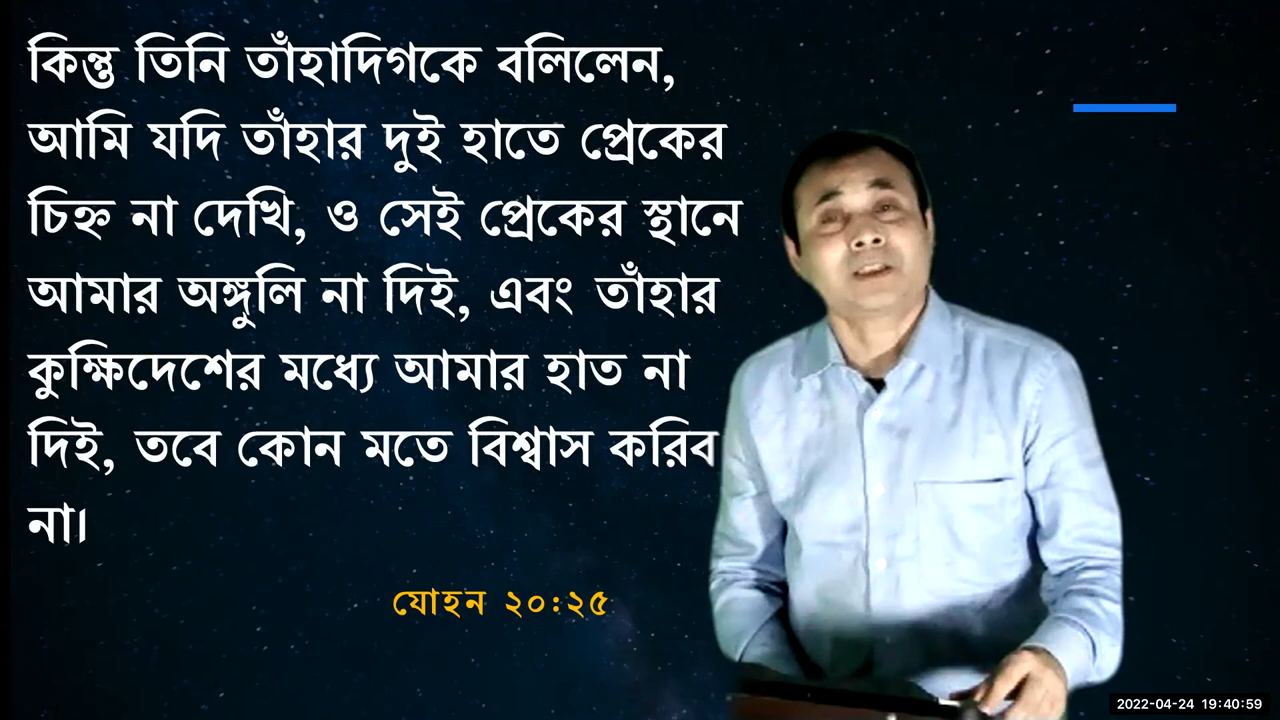 কিন্তু তিনি তাঁহাদিগকে বলিলেন,
আমি যদি তাঁহার দুই হাতে প্রেকের
চিহ্ন না দেখি, ও সেই প্রেকের স্থানে
আমার অঙ্গুলি না দিই, এবং তাঁহার
কুক্ষিদেশের মধ্যে আমার হাত না
দিই, তবে কোন মতে বিশ্বাস করিব
না।
যোহন ২০:২৫
2022-04-24 19:40:59